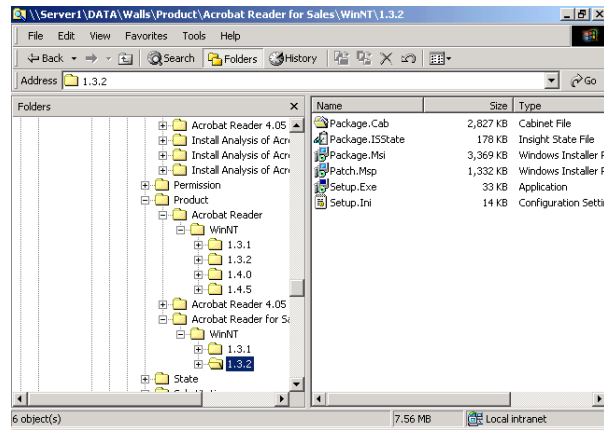 \\Server1\DATA\Walls\Product\Acrobat Reader for Sales\WinNT\1.3.2
File Edit View Favorites Tools Help
Back Search Folders History
Address 1.3.2 Go
Folders
Acrobat Reader 4.05
Install Analysis of Acr
Install Analysis of Acr
Install Analysis of Acr
Permission
Product
Acrobat Reader
WinNT
1.3.1
1.3.2
1.4.0
1.4.5
Acrobat Reader 4.05
Acrobat Reader for Sa
WinNT
1.3.1
1.3.2
State
Name Size Type
Package.Cab 2,827 KB Cabinet File
Package.ISState 178 KB Insight State File
Package.Msi 3,369 KB Windows Installer P
Patch.Msp 1,332 KB Windows Installer P
Setup.Exe 33 KB Application
Setup.Ini 14 KB Configuration Setti
6 object(s) 7.56 MB Local intranet